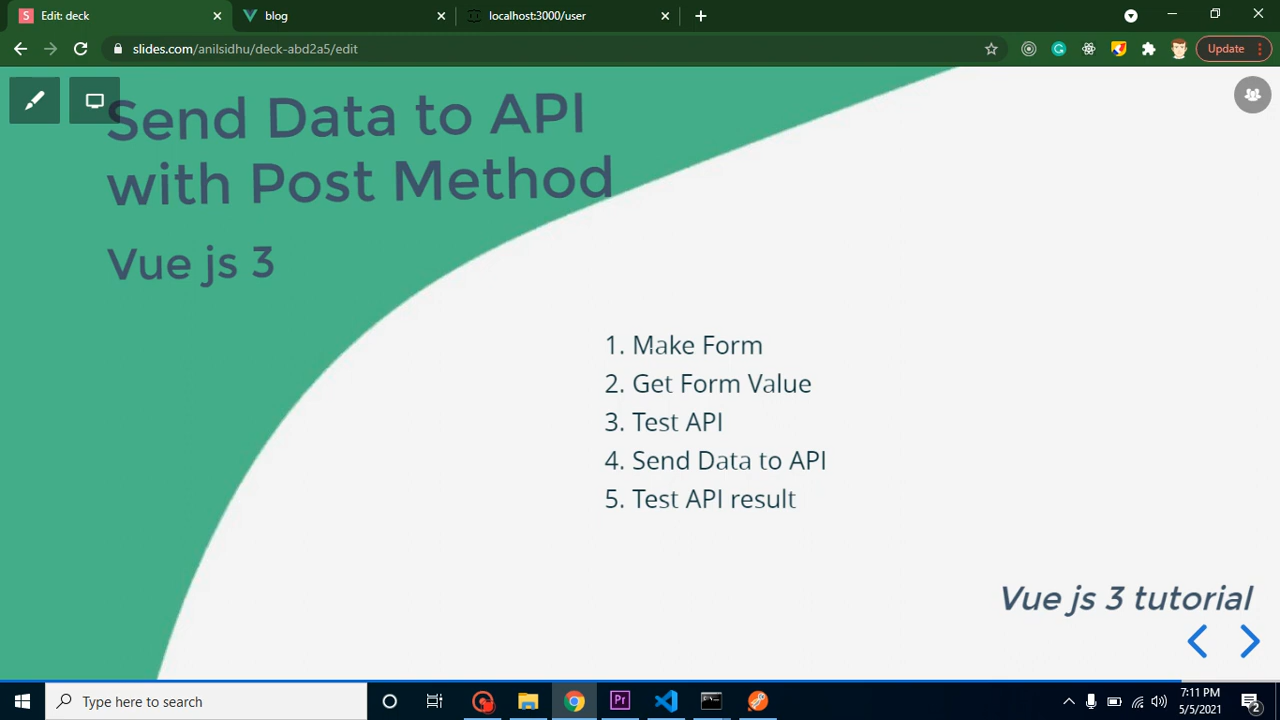 Edit: deck
blog
localhost:3000/user
slides.com/anilsidhu/deck-abd2a5/edit
Update
Send Data to API
with Post Method
Vue js 3
1. Make Form
2. Get Form Value
3. Test API
4. Send Data to API
5. Test API result
Vue js 3 tutorial
Type here to search
Pr
7:11 PM
5/5/2021
2